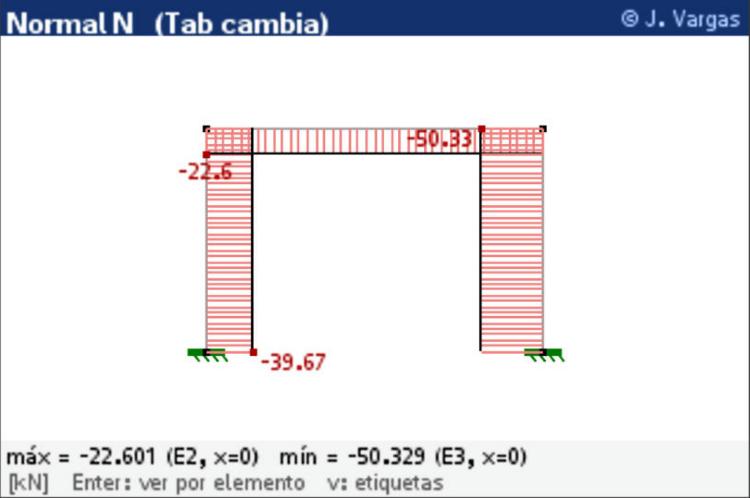 Normal N (Tab cambia)
© J. Vargas
-50.33
-22.6
-39.67
máx = -22.601 (E2, x=0) mín = -50.329 (E3, x=0)
[kN] Enter: ver por elemento v: etiquetas